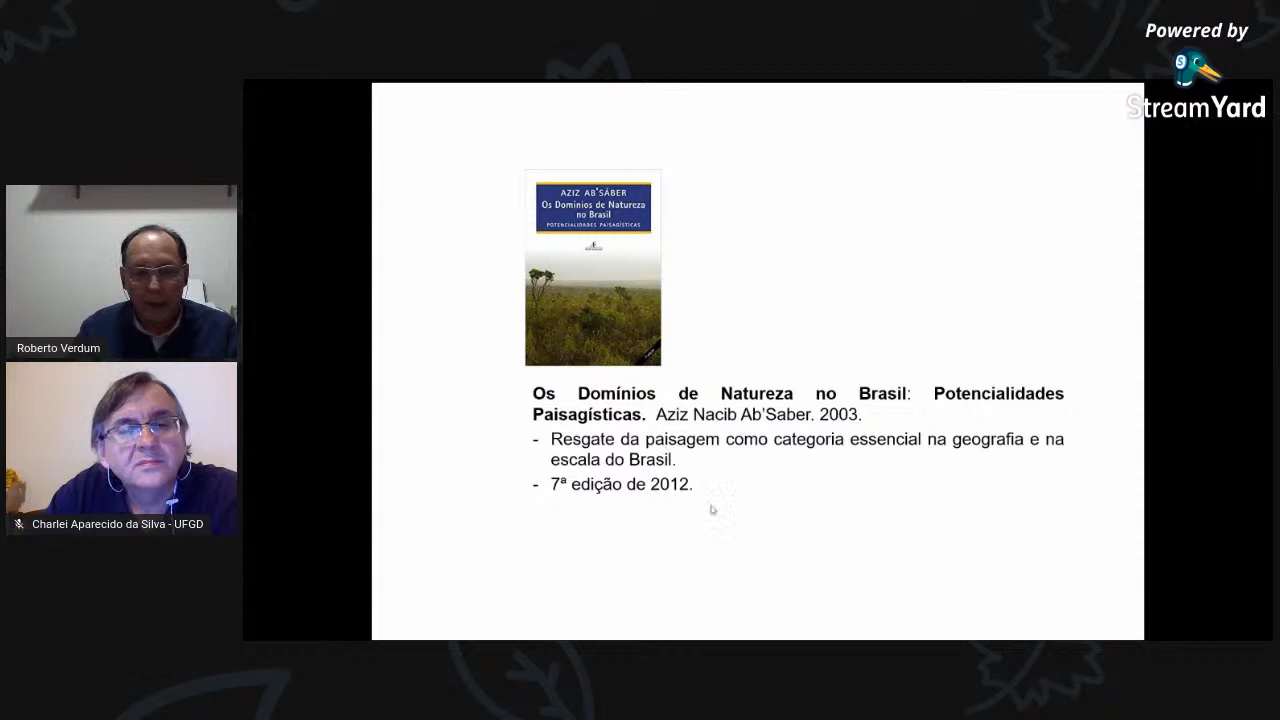 Powered by
StreamYard
AZIZ AB'SÁBER
Os Domínios de Natureza
no Brasil
POTENCIALIDADES PAISAGÍSTICAS
Roberto Verdum
Charlei Aparecido da Silva - UFGD
Os Domínios de Natureza no Brasil: Potencialidades
Paisagísticas. Aziz Nacib Ab’Saber. 2003.
- Resgate da paisagem como categoria essencial na geografia e na
escala do Brasil.
- 7ª edição de 2012.